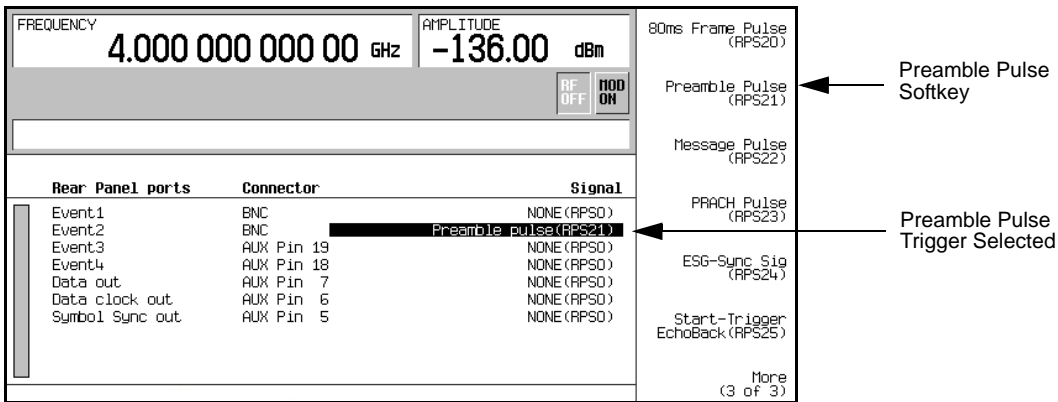 FREQUENCY
4.000 000 000 00 GHz
AMPLITUDE
-136.00 dBm
RF OFF
MOD ON
Rear Panel ports Connector Signal
Event1 BNC NONE(RPS0)
Event2 BNC Preamble pulse(RPS21)
Event3 AUX Pin 19 NONE(RPS0)
Event4 AUX Pin 18 NONE(RPS0)
Data out AUX Pin 7 NONE(RPS0)
Data clock out AUX Pin 6 NONE(RPS0)
Symbol Sync out AUX Pin 5 NONE(RPS0)
80ms Frame Pulse
(RPS20)
Preamble Pulse
(RPS21)
Message Pulse
(RPS22)
PRACH Pulse
(RPS23)
ESG-Sync Sig
(RPS24)
Start-Trigger
EchoBack(RPS25)
More
(3 of 3)
Preamble Pulse
Softkey
Preamble Pulse
Trigger Selected